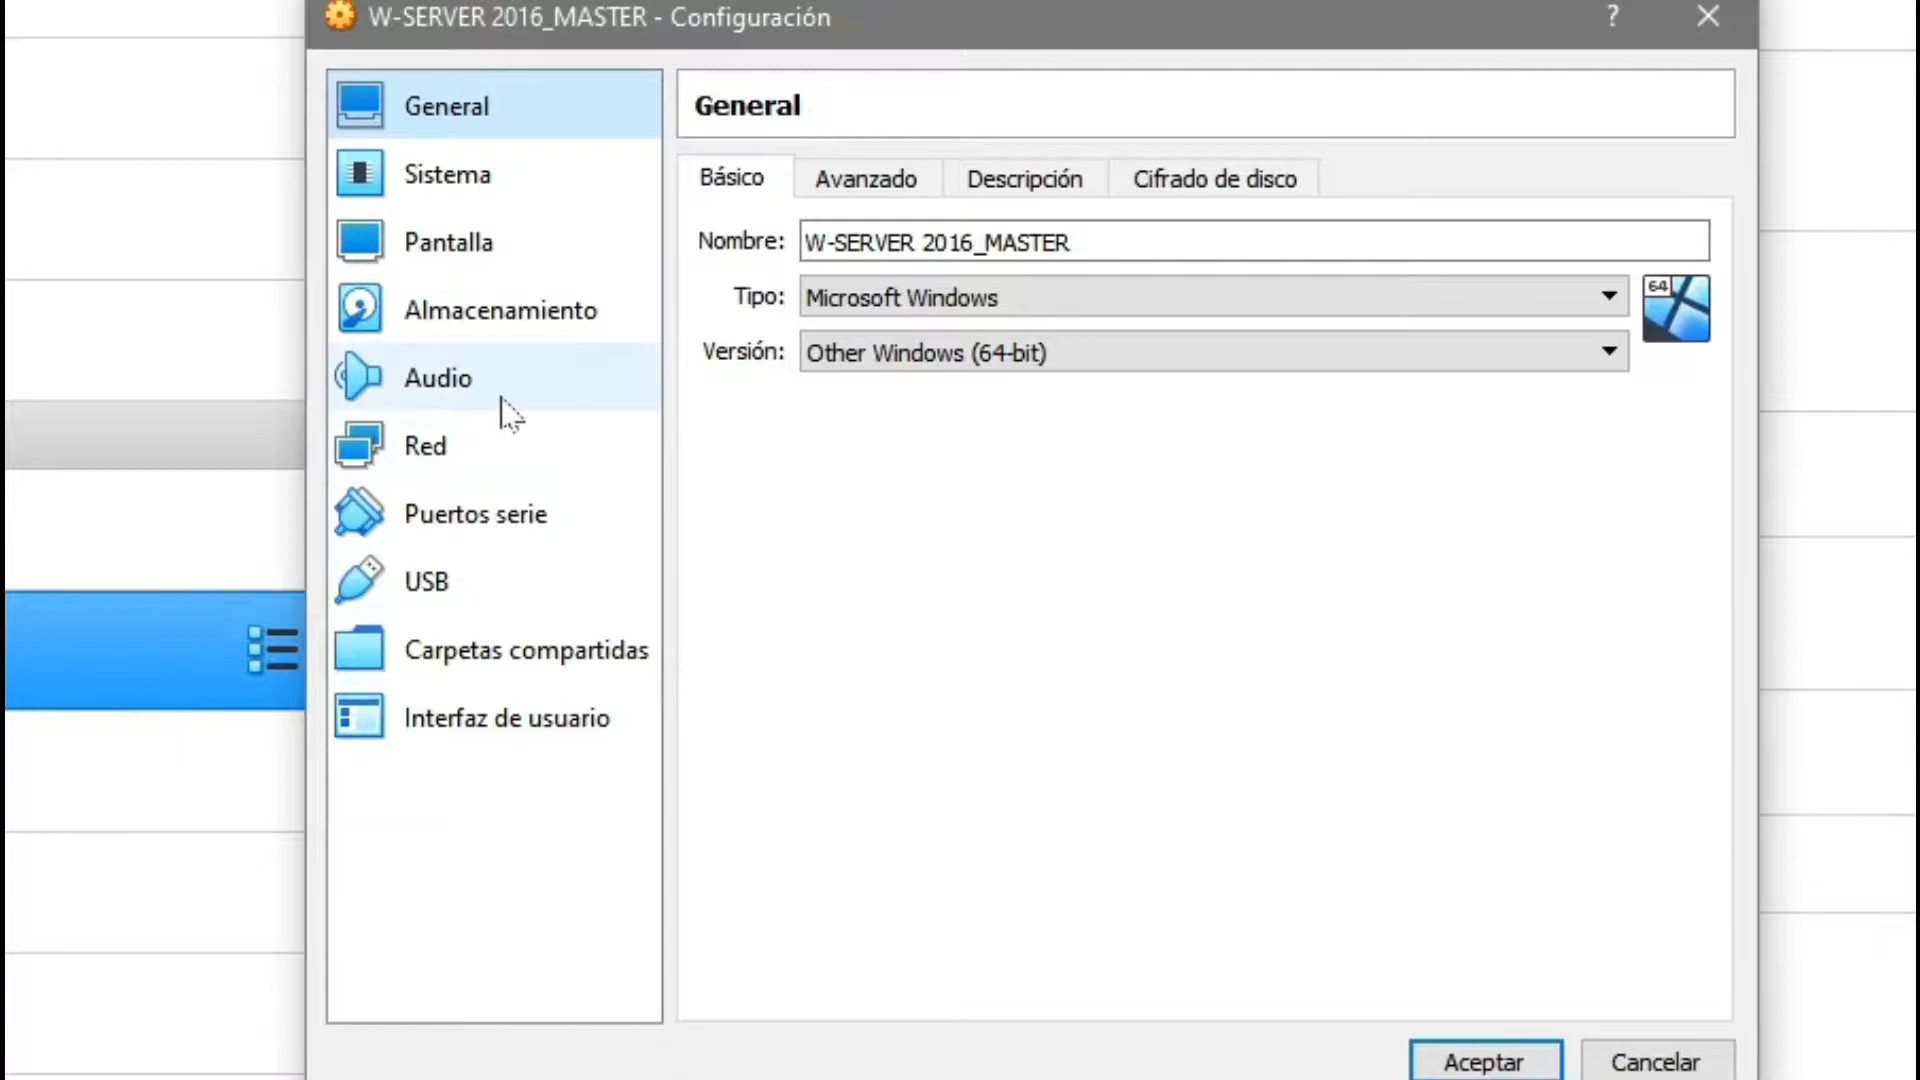 W-SERVER 2016_MASTER - Configuración
?
General
Sistema
Pantalla
Almacenamiento
Audio
Red
Puertos serie
USB
Carpetas compartidas
Interfaz de usuario
General
Básico
Avanzado
Descripción
Cifrado de disco
Nombre: W-SERVER 2016_MASTER
Tipo: Microsoft Windows
64
Versión: Other Windows (64-bit)
Aceptar
Cancelar